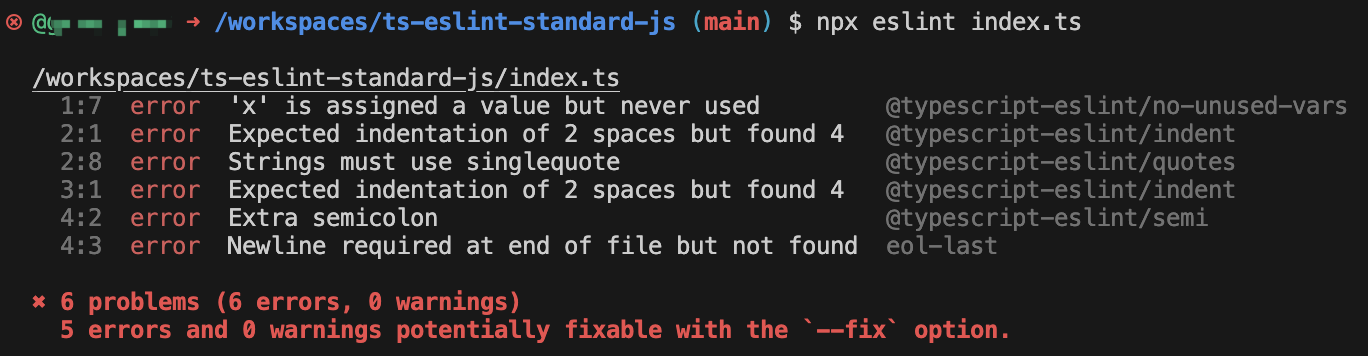 ➜ /workspaces/ts-eslint-standard-js (main) $ npx eslint index.ts
/workspaces/ts-eslint-standard-js/index.ts
1:7 error 'x' is assigned a value but never used @typescript-eslint/no-unused-vars
2:1 error Expected indentation of 2 spaces but found 4 @typescript-eslint/indent
2:8 error Strings must use singlequote @typescript-eslint/quotes
3:1 error Expected indentation of 2 spaces but found 4 @typescript-eslint/indent
4:2 error Extra semicolon @typescript-eslint/semi
4:3 error Newline required at end of file but not found eol-last
✖ 6 problems (6 errors, 0 warnings)
5 errors and 0 warnings potentially fixable with the `--fix` option.